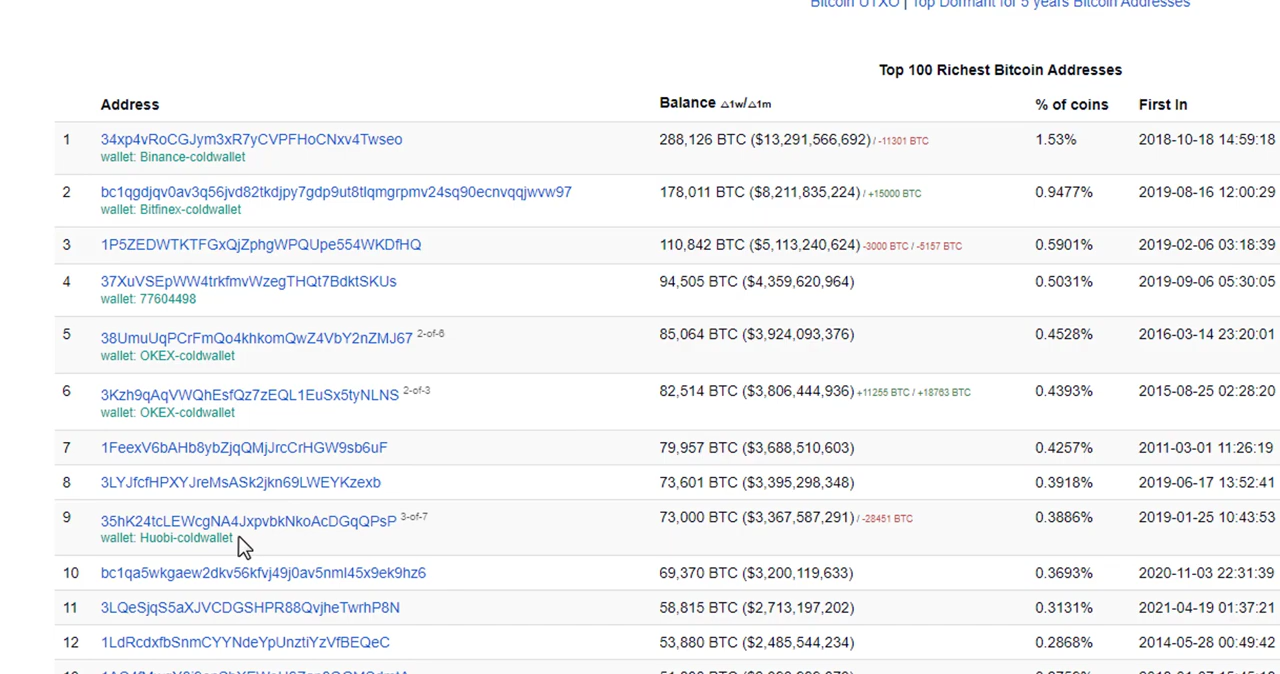 Bitcoin UTXO | Top Dormant for 5 years Bitcoin Addresses
Top 100 Richest Bitcoin Addresses
Address Balance △1w/△1m % of coins First In
1 34xp4vRoCGJym3xR7yCVPFHoCNxv4Twseo 288,126 BTC ($13,291,566,692) / -11301 BTC 1.53% 2018-10-18 14:59:18
wallet: Binance-coldwallet
2 bc1qgdjqv0av3q56jvd82tkdjpy7gdp9ut8tlqmgrpmv24sq90ecnvqqjwvw97 178,011 BTC ($8,211,835,224) / +15000 BTC 0.9477% 2019-08-16 12:00:29
wallet: Bitfinex-coldwallet
3 1P5ZEDWTKTFGxQjZphgWPQUpe554WKDfHQ 110,842 BTC ($5,113,240,624) -3000 BTC / -5157 BTC 0.5901% 2019-02-06 03:18:39
4 37XuVSEpWW4trkfmvWzegTHQt7BdktSKUs 94,505 BTC ($4,359,620,964) 0.5031% 2019-09-06 05:30:05
wallet: 77604498
5 38UmuUqPCrFmQo4khkomQwZ4VbY2nZMJ67 2-of-6 85,064 BTC ($3,924,093,376) 0.4528% 2016-03-14 23:20:01
wallet: OKEX-coldwallet
6 3Kzh9qAqVWQhEsfQz7zEQL1EuSx5tyNLNS 2-of-3 82,514 BTC ($3,806,444,936) +11255 BTC / +18763 BTC 0.4393% 2015-08-25 02:28:20
wallet: OKEX-coldwallet
7 1FeexV6bAHb8ybZjqQMjJrcCrHGW9sb6uF 79,957 BTC ($3,688,510,603) 0.4257% 2011-03-01 11:26:19
8 3LYJfcfHPXYJreMsASk2jkn69LWEYKzexb 73,601 BTC ($3,395,298,348) 0.3918% 2019-06-17 13:52:41
9 35hK24tcLEWcgNA4JxpvbkNkoAcDGqQPsP 3-of-7 73,000 BTC ($3,367,587,291) / -28451 BTC 0.3886% 2019-01-25 10:43:53
wallet: Huobi-coldwallet
10 bc1qa5wkgaew2dkv56kfvj49j0av5nml45x9ek9hz6 69,370 BTC ($3,200,119,633) 0.3693% 2020-11-03 22:31:39
11 3LQeSjqS5aXJVCDGSHPR88QvjheTwrhP8N 58,815 BTC ($2,713,197,202) 0.3131% 2021-04-19 01:37:21
12 1LdRcdxfbSnmCYYNdeYpUnztiYzVfBEQeC 53,880 BTC ($2,485,544,234) 0.2868% 2014-05-28 00:49:42